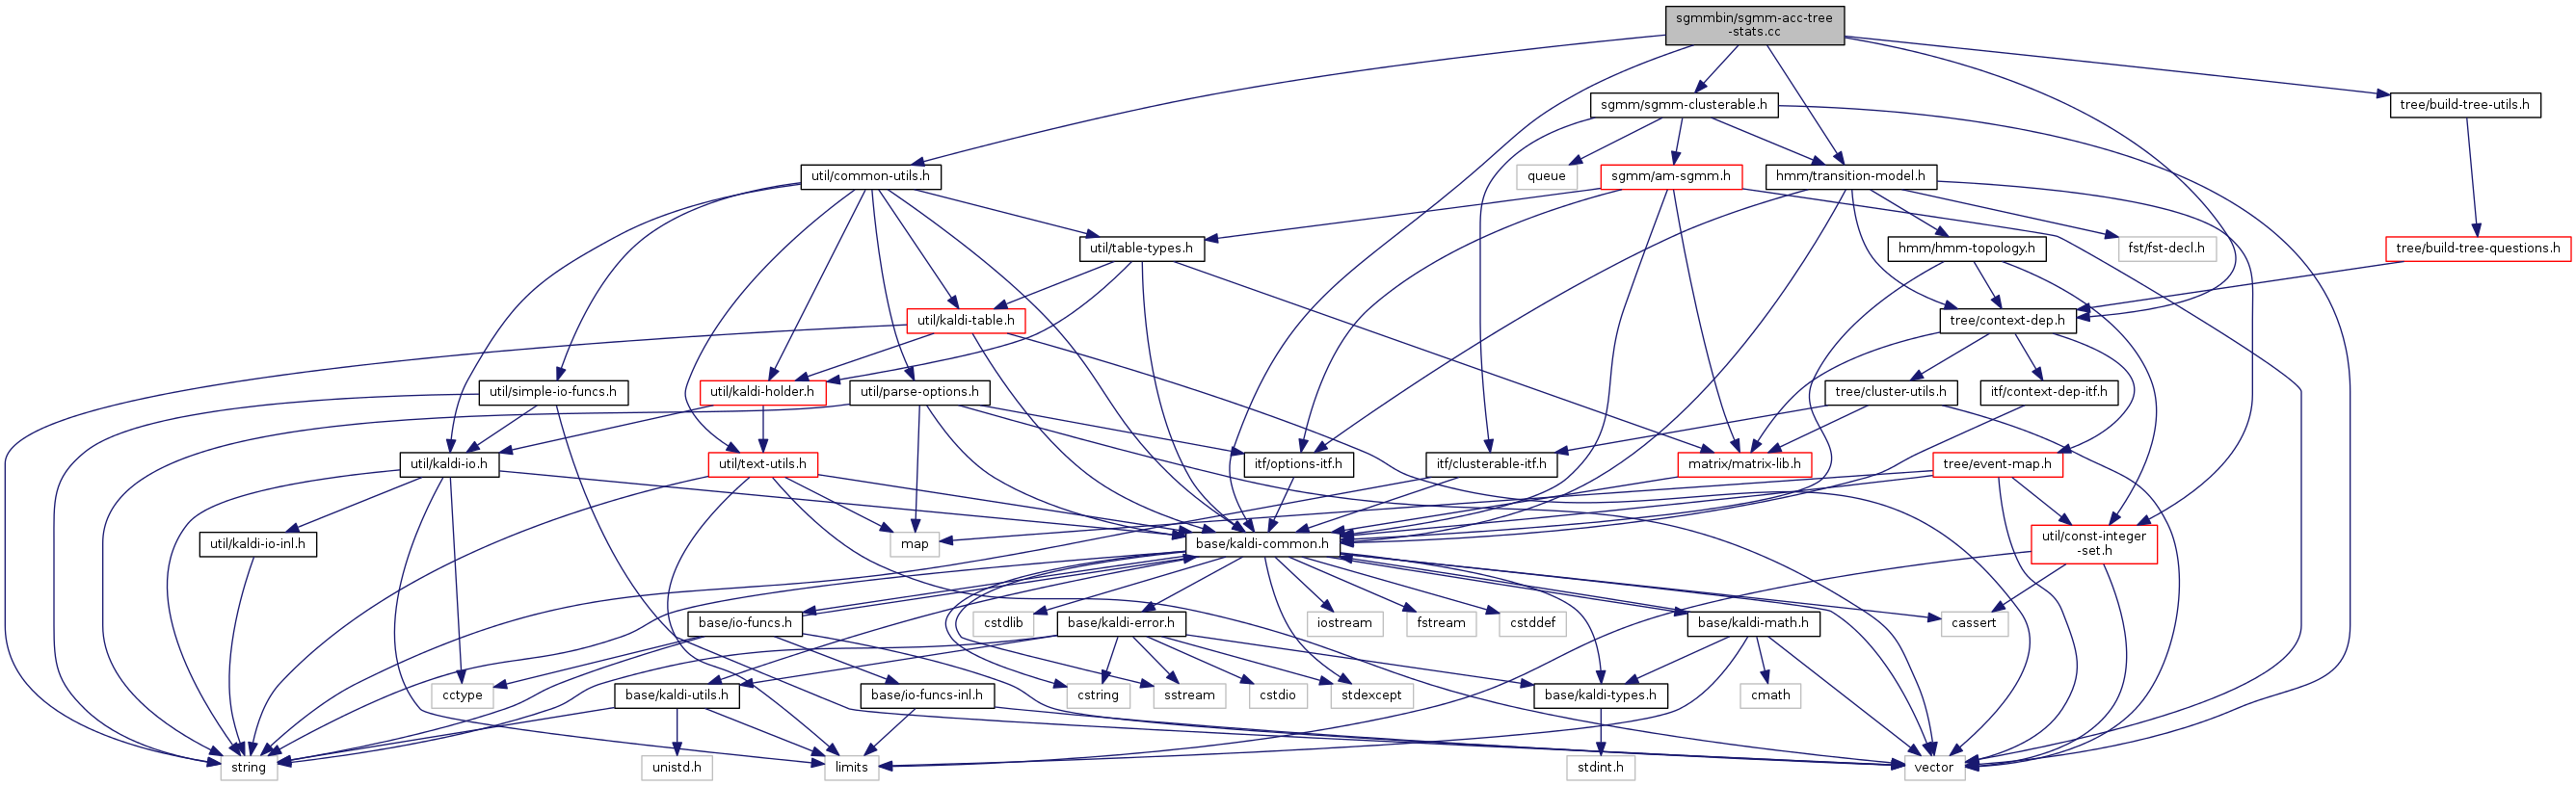 sgmmbin/sgmm-acc-tree
-stats.cc
sgmm/sgmm-clusterable.h
tree/build-tree-utils.h
util/common-utils.h
queue
sgmm/am-sgmm.h
hmm/transition-model.h
util/table-types.h
hmm/hmm-topology.h
fst/fst-decl.h
tree/build-tree-questions.h
util/kaldi-table.h
tree/context-dep.h
util/simple-io-funcs.h
util/kaldi-holder.h
util/parse-options.h
tree/cluster-utils.h
itf/context-dep-itf.h
util/kaldi-io.h
util/text-utils.h
itf/options-itf.h
itf/clusterable-itf.h
matrix/matrix-lib.h
tree/event-map.h
util/kaldi-io-inl.h
map
base/kaldi-common.h
util/const-integer
-set.h
base/io-funcs.h
cstdlib
base/kaldi-error.h
iostream
fstream
cstddef
base/kaldi-math.h
cassert
cctype
base/kaldi-utils.h
base/io-funcs-inl.h
cstring
sstream
cstdio
stdexcept
base/kaldi-types.h
cmath
string
unistd.h
limits
stdint.h
vector